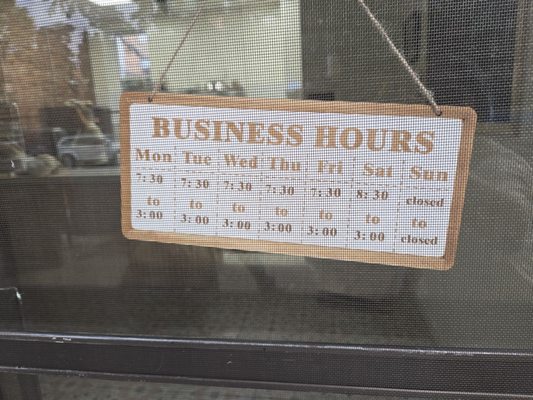 BUSINESS HOURS
Mon Tue Wed Thu Fri Sat Sun
7:30 7:30 7:30 7:30 7:30 8:30 closed
to to to to to to to
3:00 3:00 3:00 3:00 3:00 3:00 closed